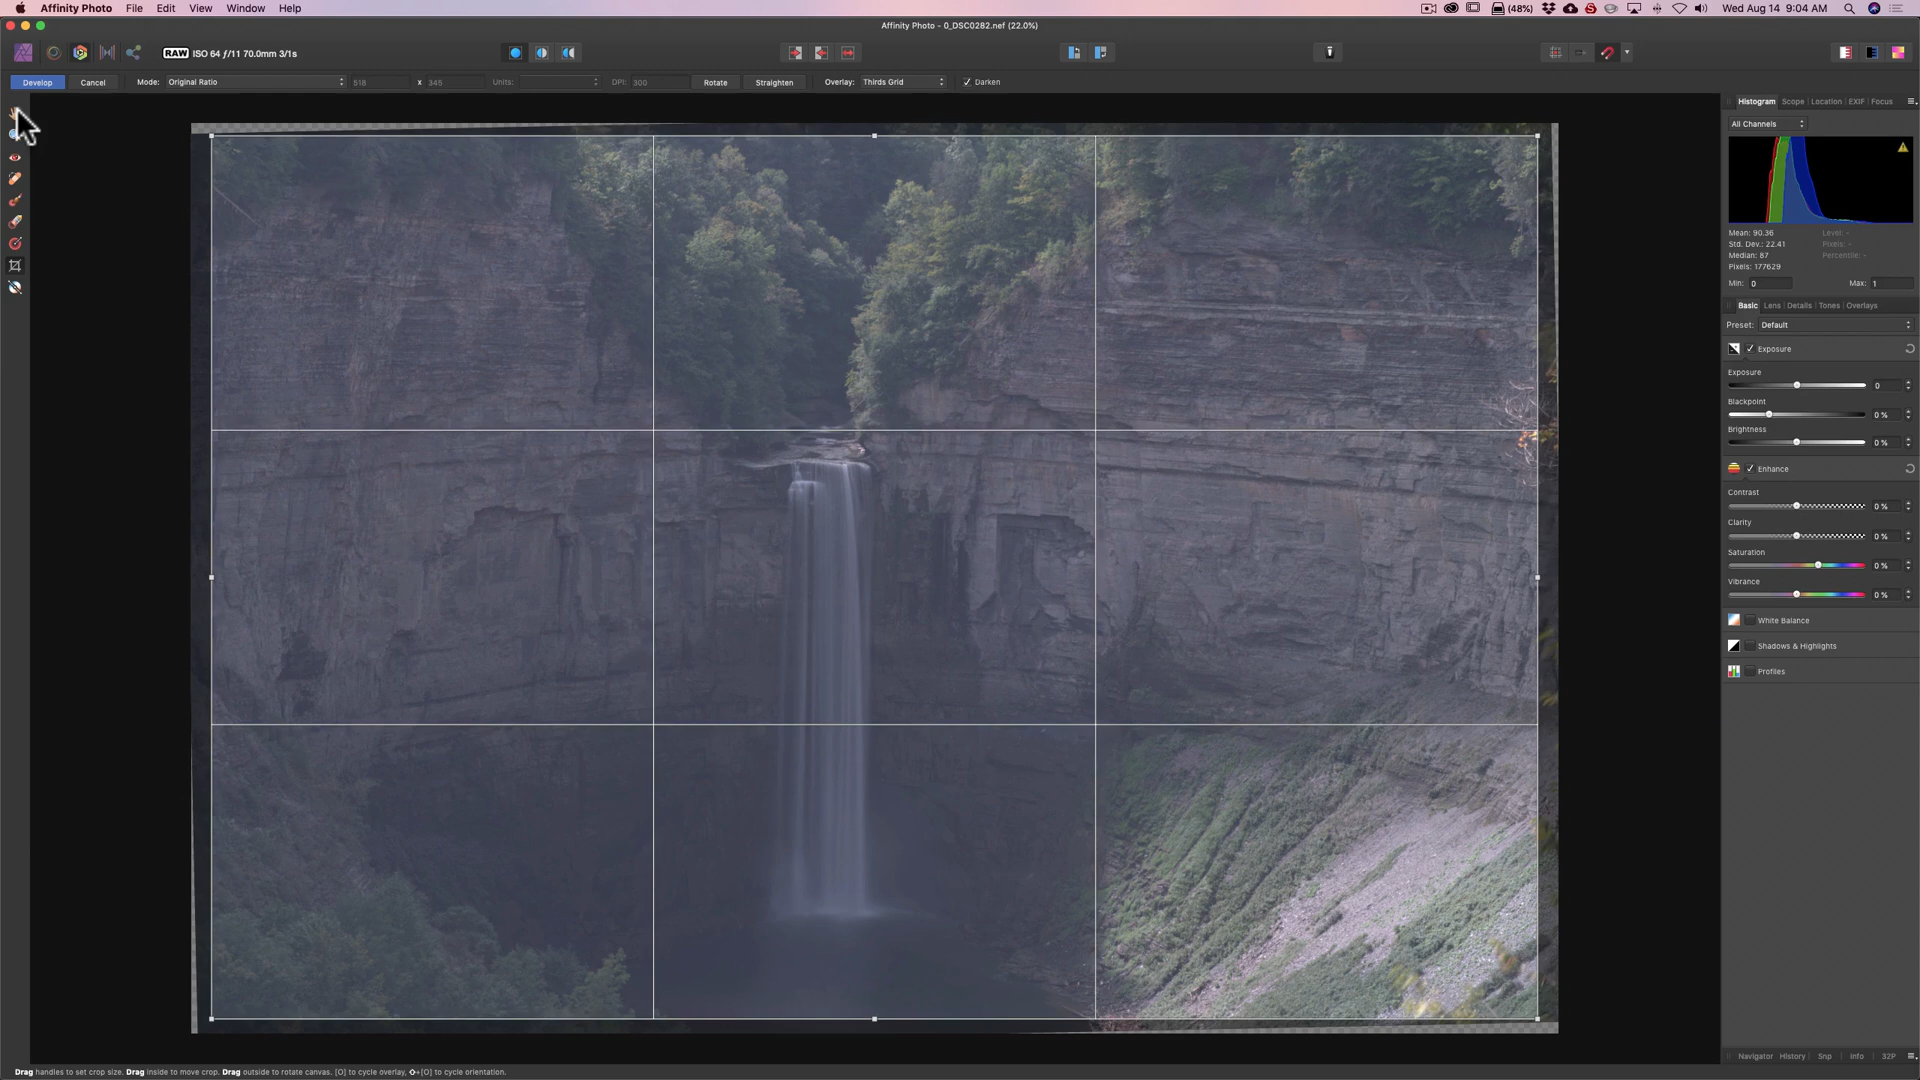 Affinity Photo File Edit View Window Help (48%) Wed Aug 14 9:04 AM
Affinity Photo - 0_DSC0282.nef (22.0%)
RAW ISO 64 ƒ/11 70.0mm 3/1s
Develop Cancel Mode: Original Ratio 518 x 345 Units: DPI: 300 Rotate Straighten Overlay: Thirds Grid Darken
Histogram Scope Location EXIF Focus
All Channels
Mean: 90.36 Level: -
Std. Dev.: 22.41 Pixels: -
Median: 87 Percentile: -
Pixels: 177629
Min: 0 Max: 1
Basic Lens Details Tones Overlays
Preset: Default
Exposure
Exposure
0
Blackpoint
0 %
Brightness
0 %
Enhance
Contrast
0 %
Clarity
0 %
Saturation
0 %
Vibrance
0 %
White Balance
Shadows & Highlights
Profiles
Navigator History Snp Info 32P
Drag handles to set crop size. Drag inside to move crop. Drag outside to rotate canvas. [O] to cycle overlay, ⇧+[O] to cycle orientation.